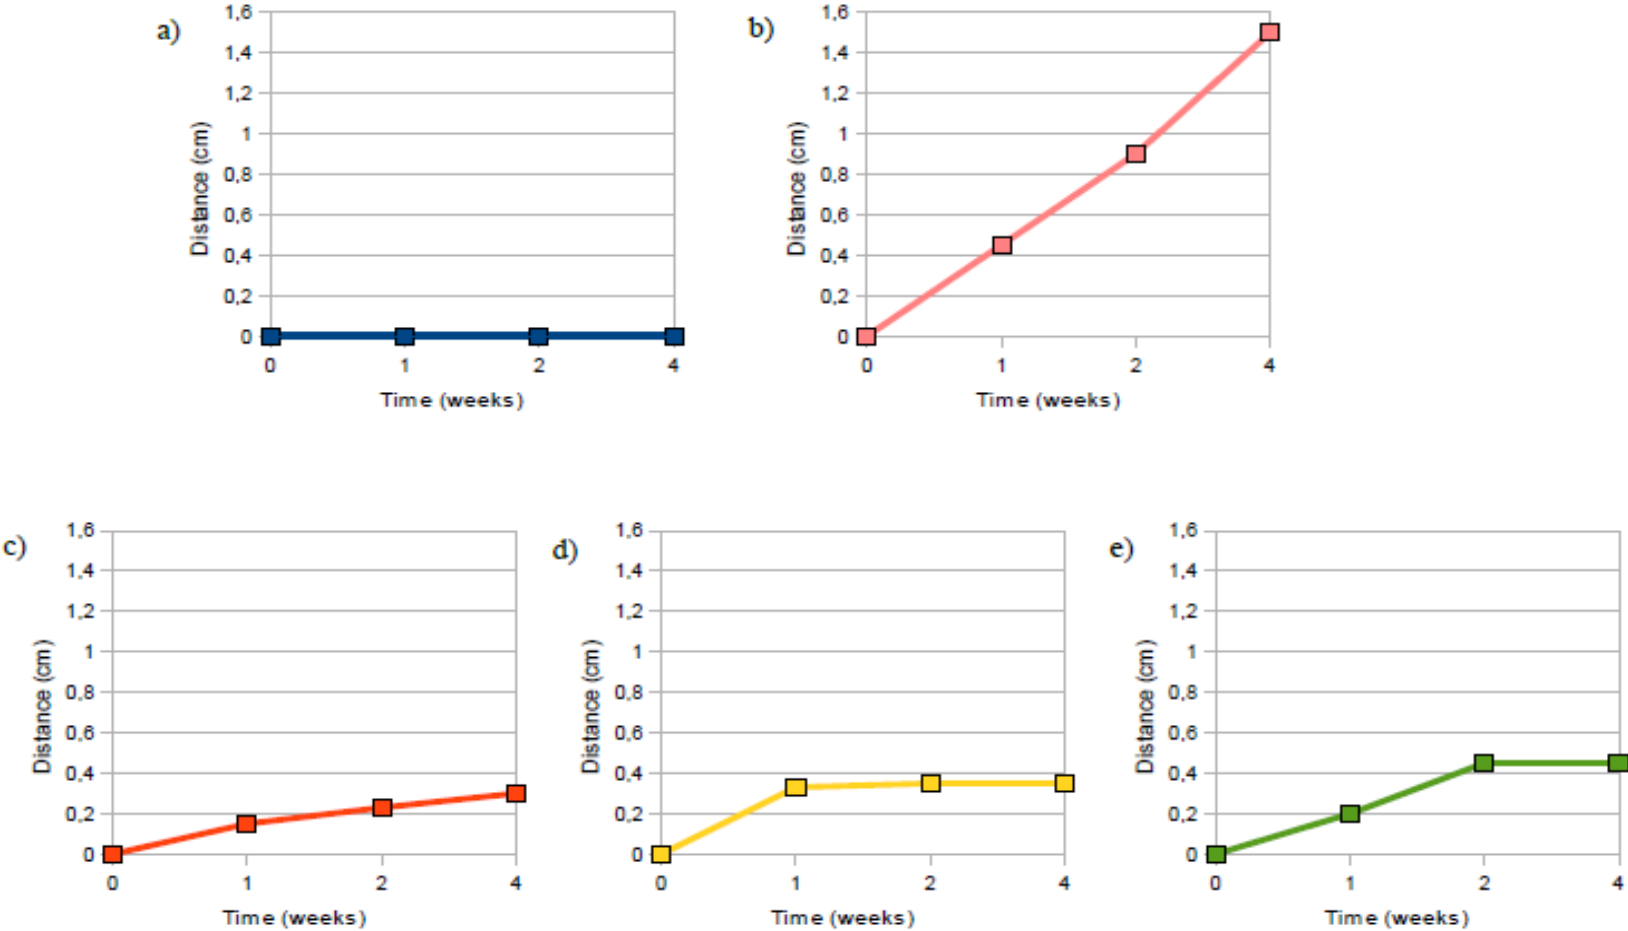 a)
1,6
1,4
1,2
1
0,8
0,6
0,4
0,2
0
Distance (cm)
0 1 2 4
Time (weeks)
b)
1,6
1,4
1,2
1
0,8
0,6
0,4
0,2
0
Distance (cm)
0 1 2 4
Time (weeks)
c)
1,6
1,4
1,2
1
0,8
0,6
0,4
0,2
0
Distance (cm)
0 1 2 4
Time (weeks)
d)
1,6
1,4
1,2
1
0,8
0,6
0,4
0,2
0
Distance (cm)
0 1 2 4
Time (weeks)
e)
1,6
1,4
1,2
1
0,8
0,6
0,4
0,2
0
Distance (cm)
0 1 2 4
Time (weeks)